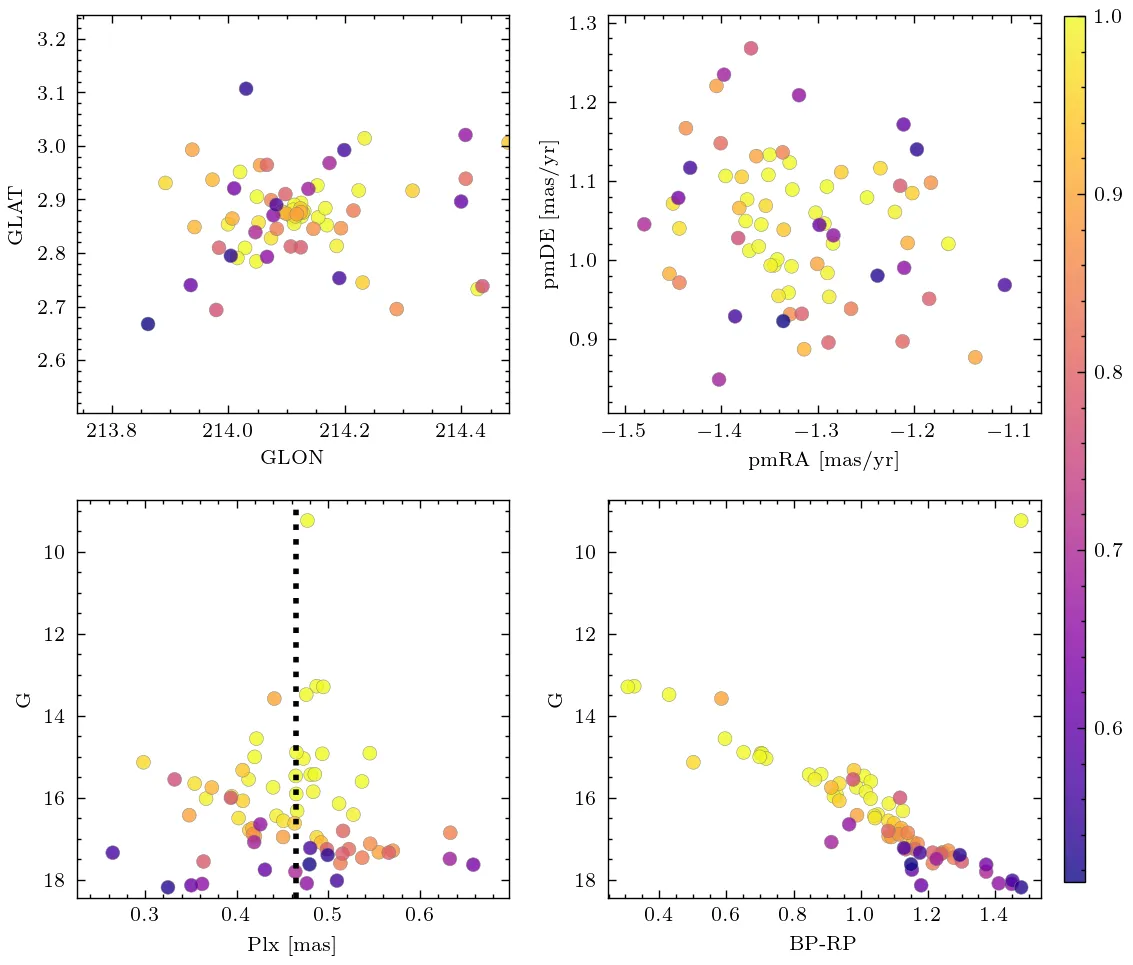 3.2
3.1
3.0
2.9
2.8
2.7
2.6
GLAT
213.8 214.0 214.2 214.4
GLON
1.3
1.2
1.1
1.0
0.9
pmDE [mas/yr]
−1.5 −1.4 −1.3 −1.2 −1.1
pmRA [mas/yr]
1.0
0.9
0.8
0.7
0.6
10
12
14
16
18
G
0.3 0.4 0.5 0.6
Plx [mas]
10
12
14
16
18
G
0.4 0.6 0.8 1.0 1.2 1.4
BP-RP